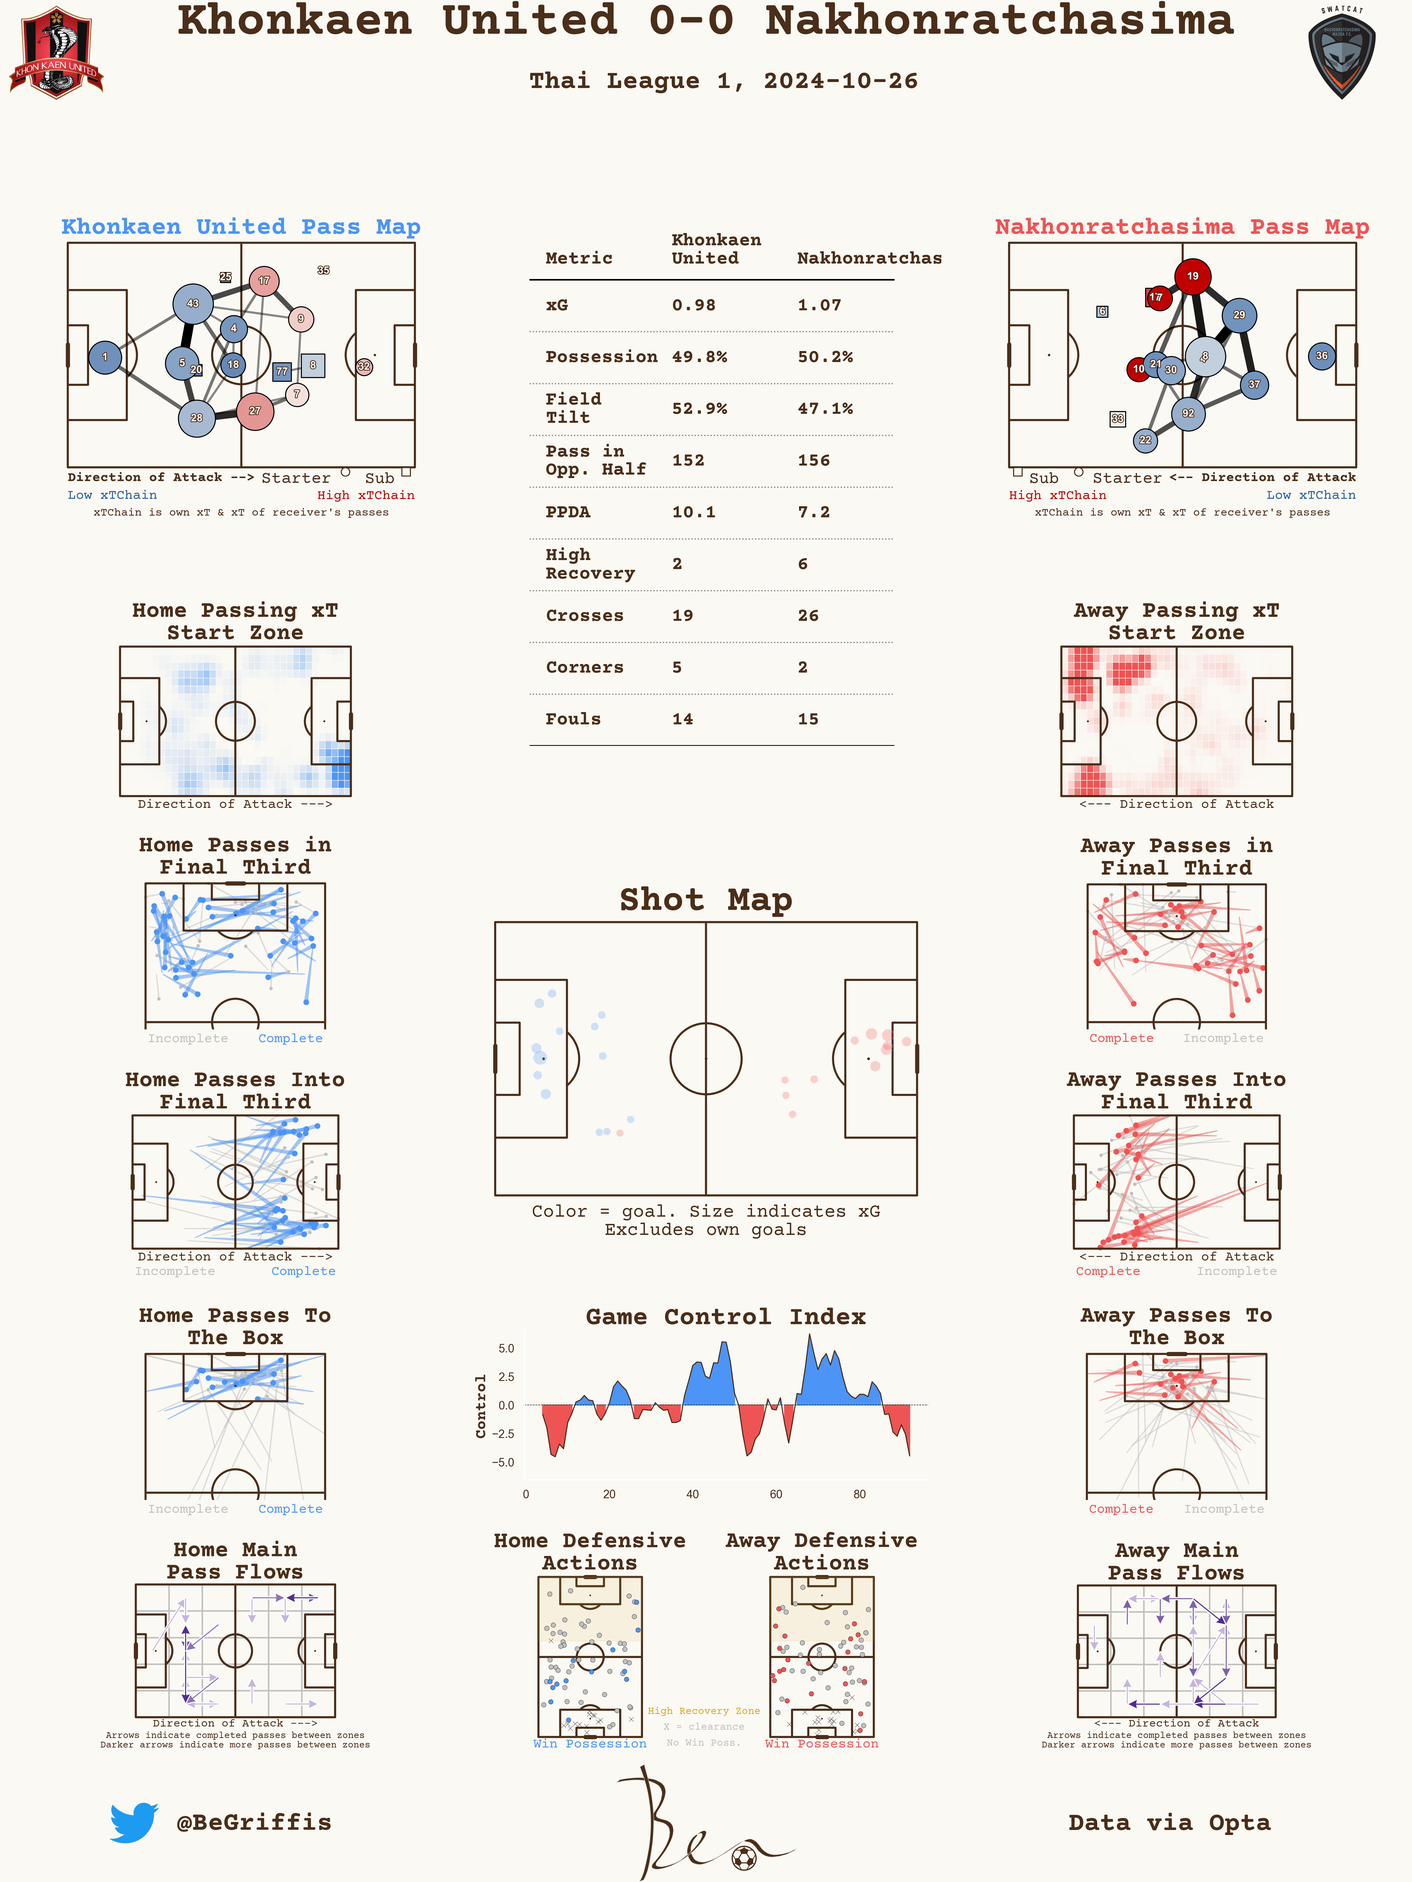 Khonkaen United 0-0 Nakhonratchasima
Thai League 1, 2024-10-26
KHON KAEN UNITED
SWATCAT
Khonkaen United Pass Map
25
35
17
43
9
4
1
5
20
18
77
8
32
7
28
27
Direction of Attack --> Starter Sub
Low xTChain High xTChain
xTChain is own xT & xT of receiver's passes
Metric Khonkaen United Nakhonratchas
xG 0.98 1.07
Possession 49.8% 50.2%
Field Tilt 52.9% 47.1%
Pass in Opp. Half 152 156
PPDA 10.1 7.2
High Recovery 2 6
Crosses 19 26
Corners 5 2
Fouls 14 15
Nakhonratchasima Pass Map
19
17
6
29
8
36
10
21
30
37
33
92
22
Sub Starter <-- Direction of Attack
High xTChain Low xTChain
xTChain is own xT & xT of receiver's passes
Home Passing xT
Start Zone
Direction of Attack --->
Away Passing xT
Start Zone
<--- Direction of Attack
Home Passes in
Final Third
Incomplete Complete
Away Passes in
Final Third
Complete Incomplete
Shot Map
Color = goal. Size indicates xG
Excludes own goals
Home Passes Into
Final Third
Direction of Attack --->
Incomplete Complete
Away Passes Into
Final Third
<--- Direction of Attack
Complete Incomplete
Home Passes To
The Box
Incomplete Complete
Game Control Index
Control
5.0
2.5
0.0
−2.5
−5.0
0 20 40 60 80
Away Passes To
The Box
Complete Incomplete
Home Main
Pass Flows
Direction of Attack --->
Arrows indicate completed passes between zones
Darker arrows indicate more passes between zones
Home Defensive
Actions
Win Possession
Away Defensive
Actions
Win Possession
High Recovery Zone
X = clearance
No Win Poss.
Away Main
Pass Flows
<--- Direction of Attack
Arrows indicate completed passes between zones
Darker arrows indicate more passes between zones
@BeGriffis
Ben
Data via Opta